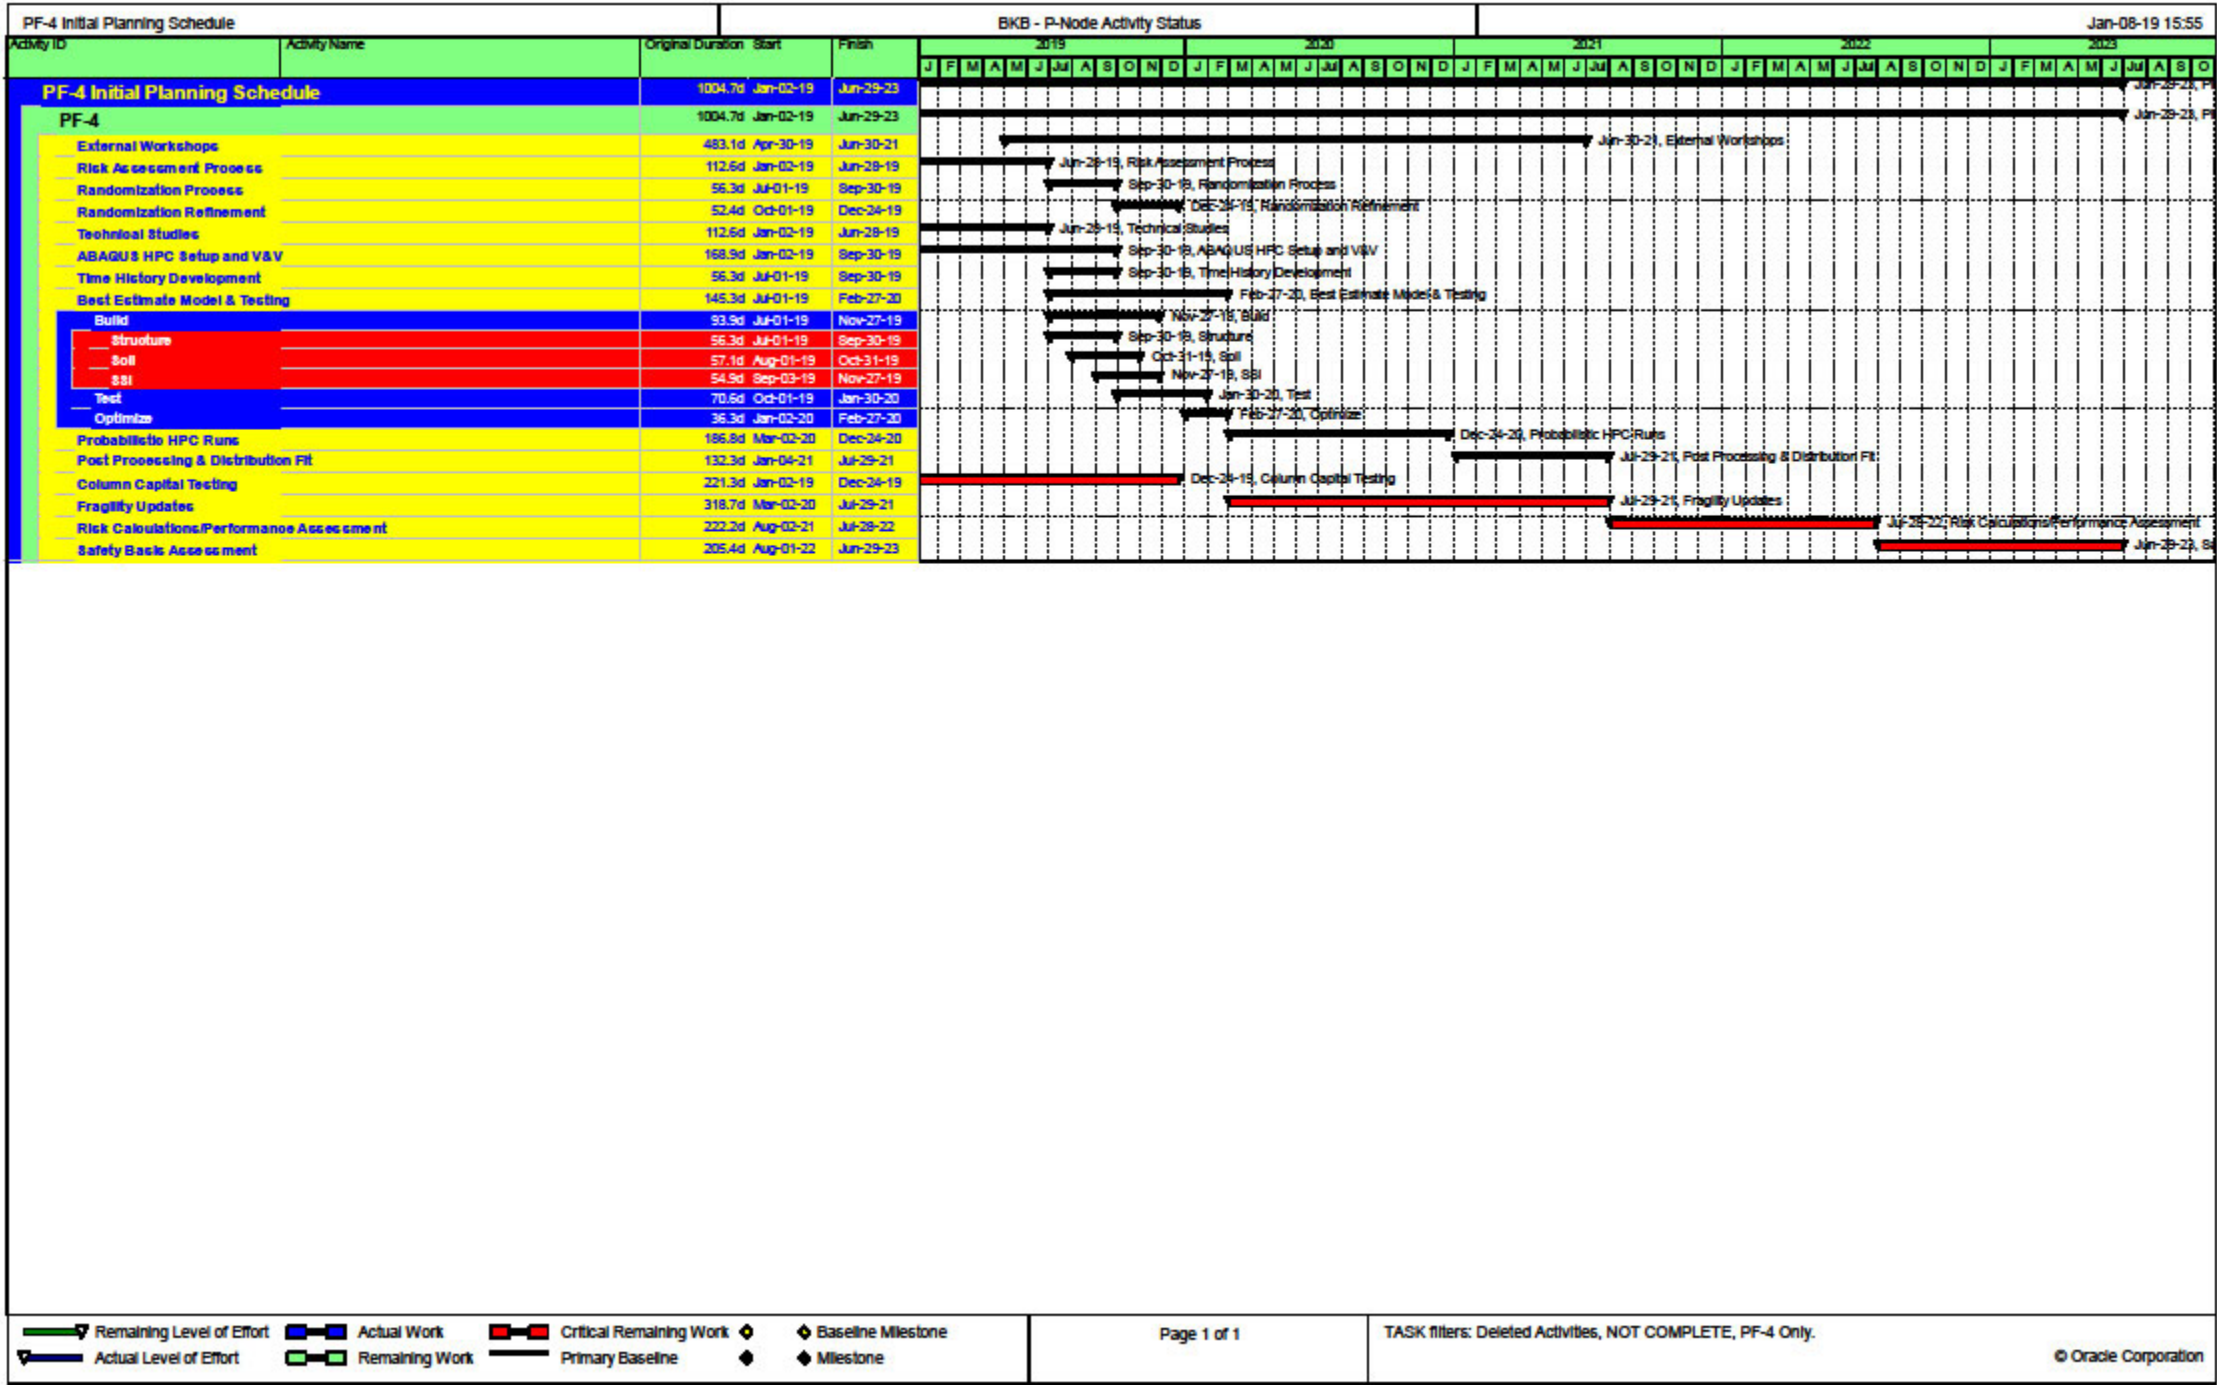 PF-4 Initial Planning Schedule BKB - P-Node Activity Status Jan-08-19 15:55
Activity ID Activity Name Original Duration Start Finish 2019 2020 2021 2022 2023
J F M A M J Jul A S O N D J F M A M J Jul A S O N D J F M A M J Jul A S O N D J F M A M J Jul A S O N D J F M A M J Jul A S O
PF-4 Initial Planning Schedule 1004.7d Jan-02-19 Jun-29-23 Jun-29-23, P
PF-4 1004.7d Jan-02-19 Jun-29-23 Jun-29-23, P
External Workshops 483.1d Apr-30-19 Jun-30-21 Jun-30-21, External Workshops
Risk Assessment Process 112.6d Jan-02-19 Jun-28-19 Jun-28-19, Risk Assessment Process
Randomization Process 56.3d Jul-01-19 Sep-30-19 Sep-30-19, Randomization Process
Randomization Refinement 52.4d Oct-01-19 Dec-24-19 Dec-24-19, Randomization Refinement
Technical Studies 112.6d Jan-02-19 Jun-28-19 Jun-28-19, Technical Studies
ABAQUS HPC Setup and V&V 168.9d Jan-02-19 Sep-30-19 Sep-30-19, ABAQUS HPC Setup and V&V
Time History Development 56.3d Jul-01-19 Sep-30-19 Sep-30-19, Time History Development
Best Estimate Model & Testing 145.3d Jul-01-19 Feb-27-20 Feb-27-20, Best Estimate Model & Testing
Build 93.9d Jul-01-19 Nov-27-19 Nov-27-19, Build
Structure 56.3d Jul-01-19 Sep-30-19 Sep-30-19, Structure
Soil 57.1d Aug-01-19 Oct-31-19 Oct-31-19, Soil
SSI 54.9d Sep-03-19 Nov-27-19 Nov-27-19, SSI
Test 70.6d Oct-01-19 Jan-30-20 Jan-30-20, Test
Optimize 36.3d Jan-02-20 Feb-27-20 Feb-27-20, Optimize
Probabilistic HPC Runs 186.8d Mar-02-20 Dec-24-20 Dec-24-20, Probabilistic HPC Runs
Post Processing & Distribution Fit 132.3d Jan-04-21 Jul-29-21 Jul-29-21, Post Processing & Distribution Fit
Column Capital Testing 221.3d Jan-02-19 Dec-24-19 Dec-24-19, Column Capital Testing
Fragility Updates 318.7d Mar-02-20 Jul-29-21 Jul-29-21, Fragility Updates
Risk Calculations/Performance Assessment 222.2d Aug-02-21 Jul-28-22 Jul-28-22, Risk Calculations/Performance Assessment
Safety Basis Assessment 205.4d Aug-01-22 Jun-29-23 Jun-29-23, Sa
Remaining Level of Effort Actual Work Critical Remaining Work Baseline Milestone Page 1 of 1 TASK filters: Deleted Activities, NOT COMPLETE, PF-4 Only.
Actual Level of Effort Remaining Work Primary Baseline Milestone © Oracle Corporation